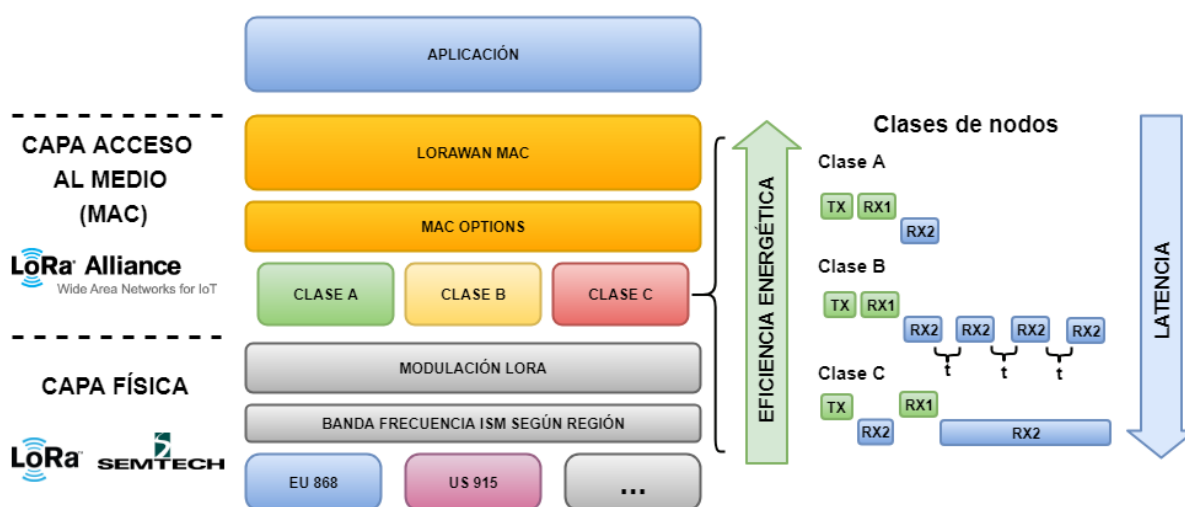 APLICACIÓN
CAPA ACCESO
AL MEDIO
(MAC)
LoRa Alliance
Wide Area Networks for IoT
LORAWAN MAC
MAC OPTIONS
CLASE A
CLASE B
CLASE C
CAPA FÍSICA
LoRa™
SEMTECH
MODULACIÓN LORA
BANDA FRECUENCIA ISM SEGÚN REGIÓN
EU 868
US 915
...
EFICIENCIA ENERGÉTICA
Clases de nodos
Clase A
TX
RX1
RX2
Clase B
TX
RX1
RX2
RX2
RX2
RX2
t
t
t
Clase C
TX
RX1
RX2
RX2
LATENCIA